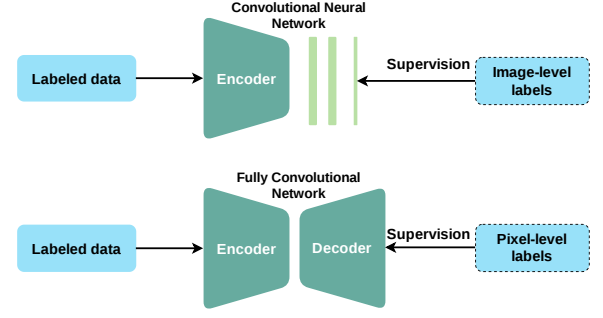 Convolutional Neural
Network
Labeled data
Encoder
Supervision
Image-level
labels
Fully Convolutional
Network
Labeled data
Encoder
Decoder
Supervision
Pixel-level
labels